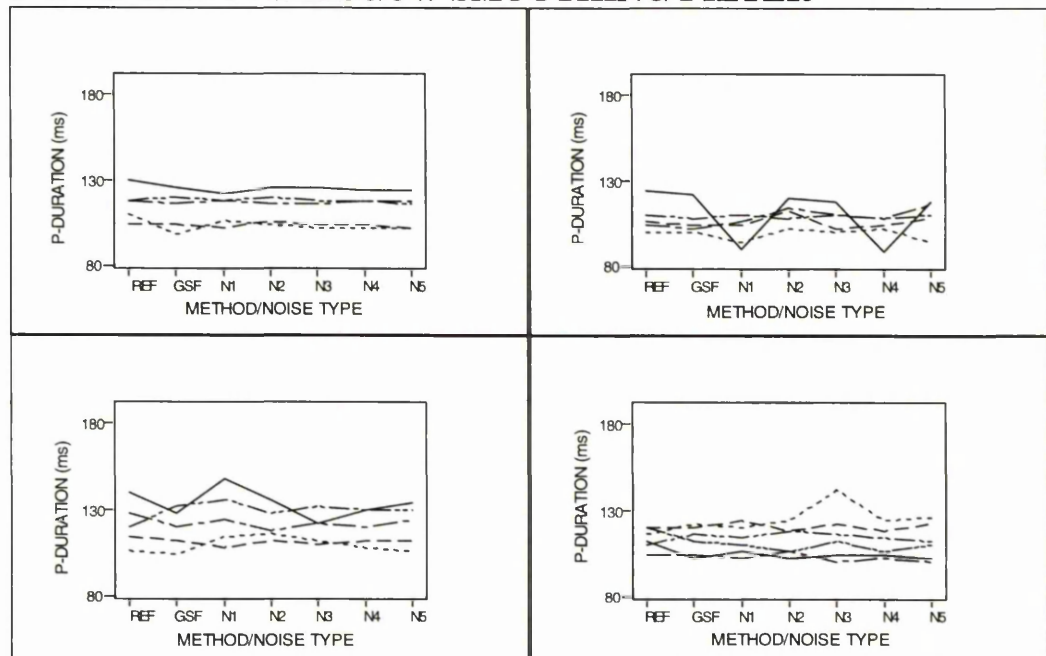 P-DURATION (ms)
180
130
80
REF GSF N1 N2 N3 N4 N5
METHOD/NOISE TYPE
P-DURATION (ms)
180
130
80
REF GSF N1 N2 N3 N4 N5
METHOD/NOISE TYPE
P-DURATION (ms)
180
130
80
REF GSF N1 N2 N3 N4 N5
METHOD/NOISE TYPE
P-DURATION (ms)
180
130
80
REF GSF N1 N2 N3 N4 N5
METHOD/NOISE TYPE